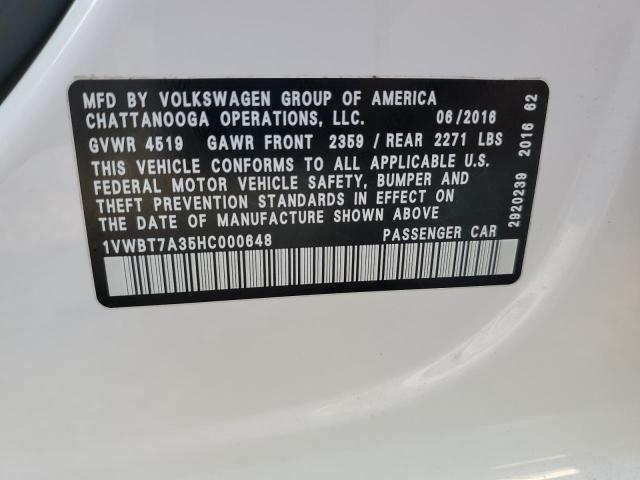 MFD BY VOLKSWAGEN GROUP OF AMERICA
CHATTANOOGA OPERATIONS, LLC. 06/2016
GVWR 4519 GAWR FRONT 2359 / REAR 2271 LBS
THIS VEHICLE CONFORMS TO ALL APPLICABLE U.S.
FEDERAL MOTOR VEHICLE SAFETY, BUMPER AND
THEFT PREVENTION STANDARDS IN EFFECT ON
THE DATE OF MANUFACTURE SHOWN ABOVE
1VWBT7A35HC000648 PASSENGER CAR
2920239 2016 62